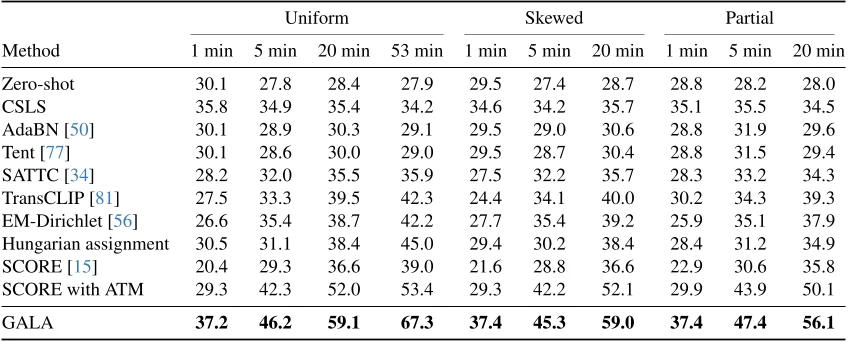 Uniform Skewed Partial
Method 1 min 5 min 20 min 53 min 1 min 5 min 20 min 1 min 5 min 20 min
Zero-shot 30.1 27.8 28.4 27.9 29.5 27.4 28.7 28.8 28.2 28.0
CSLS 35.8 34.9 35.4 34.2 34.6 34.2 35.7 35.1 35.5 34.5
AdaBN [50] 30.1 28.9 30.3 29.1 29.5 29.0 30.6 28.8 31.9 29.6
Tent [77] 30.1 28.6 30.0 29.0 29.5 28.7 30.4 28.8 31.5 29.4
SATTC [34] 28.2 32.0 35.5 35.9 27.5 32.2 35.7 28.3 33.2 34.3
TransCLIP [81] 27.5 33.3 39.5 42.3 24.4 34.1 40.0 30.2 34.3 39.3
EM-Dirichlet [56] 26.6 35.4 38.7 42.2 27.7 35.4 39.2 25.9 35.1 37.9
Hungarian assignment 30.5 31.1 38.4 45.0 29.4 30.2 38.4 28.4 31.2 34.9
SCORE [15] 20.4 29.3 36.6 39.0 21.6 28.8 36.6 22.9 30.6 35.8
SCORE with ATM 29.3 42.3 52.0 53.4 29.3 42.2 52.1 29.9 43.9 50.1
GALA 37.2 46.2 59.1 67.3 37.4 45.3 59.0 37.4 47.4 56.1